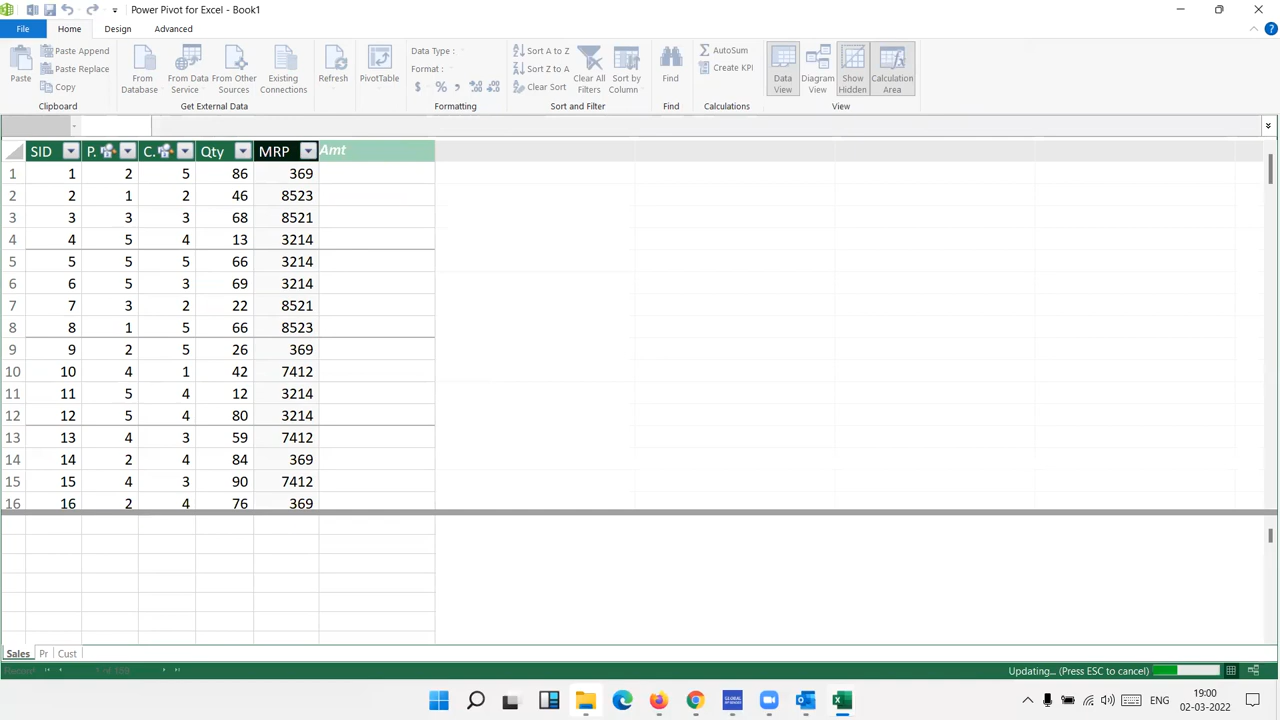 Power Pivot for Excel - Book1
File Home Design Advanced
Paste Paste Append Paste Replace Copy
From Database From Data Service From Other Sources Existing Connections
Refresh PivotTable
Data Type : Format : $ % , .00 .00
Sort A to Z Sort Z to A Clear Sort Clear All Filters Sort by Column
Find
AutoSum Create KPI
Data View Diagram View Show Hidden Calculation Area
Clipboard Get External Data Formatting Sort and Filter Find Calculations View
SID P. C. Qty MRP Amt
1 1 2 5 86 369
2 2 1 2 46 8523
3 3 3 3 68 8521
4 4 5 4 13 3214
5 5 5 5 66 3214
6 6 5 3 69 3214
7 7 3 2 22 8521
8 8 1 5 66 8523
9 9 2 5 26 369
10 10 4 1 42 7412
11 11 5 4 12 3214
12 12 5 4 80 3214
13 13 4 3 59 7412
14 14 2 4 84 369
15 15 4 3 90 7412
16 16 2 4 76 369
Sales Pr Cust
Record: Updating... (Press ESC to cancel)
ENG 19:00
02-03-2022